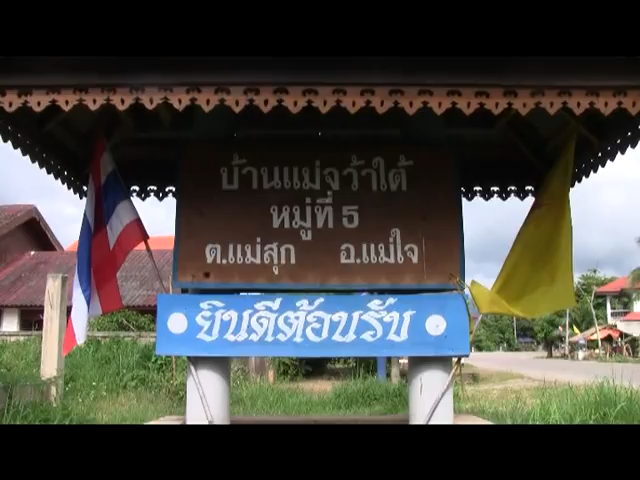 บ้านแม่จว้าใต้
หมู่ที่ 5
ต.แม่สุก อ.แม่ใจ
ยินดีต้อนรับ